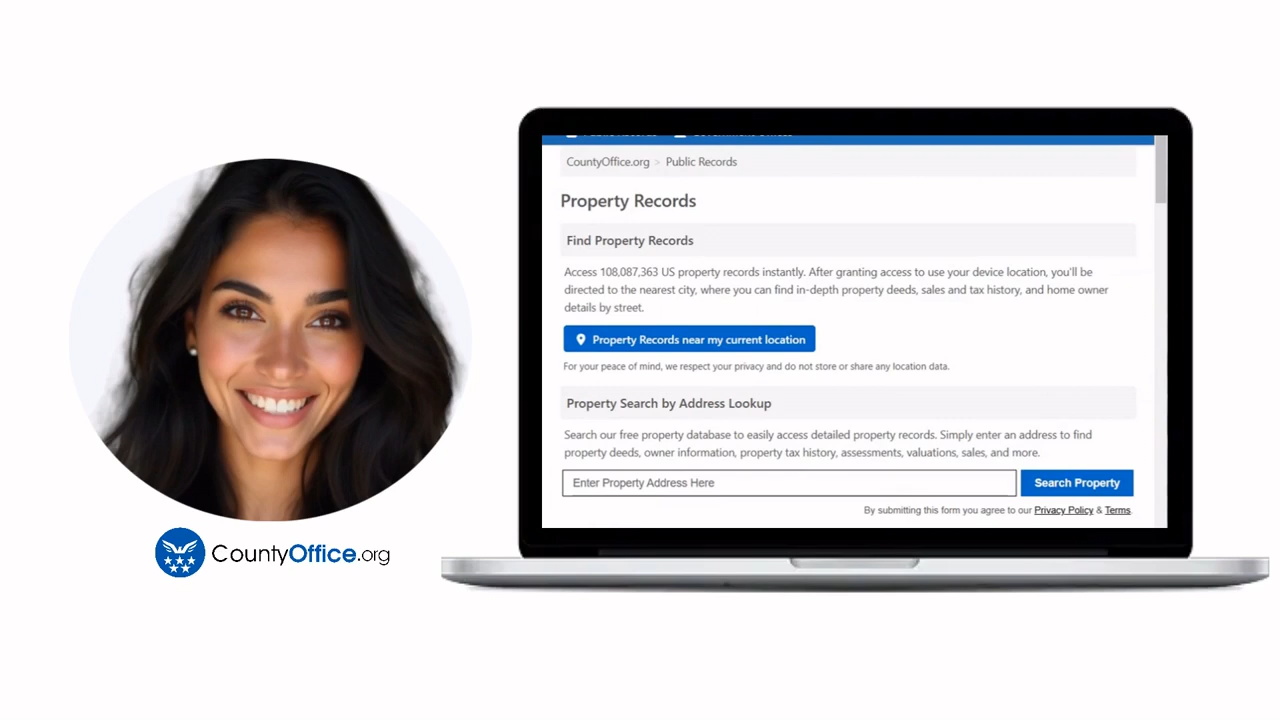 CountyOffice.org
CountyOffice.org > Public Records
Property Records
Find Property Records
Access 108,087,363 US property records instantly. After granting access to use your device location, you'll be
directed to the nearest city, where you can find in-depth property deeds, sales and tax history, and home owner
details by street.
Property Records near my current location
For your peace of mind, we respect your privacy and do not store or share any location data.
Property Search by Address Lookup
Search our free property database to easily access detailed property records. Simply enter an address to find
property deeds, owner information, property tax history, assessments, valuations, sales, and more.
Enter Property Address Here
Search Property
By submitting this form you agree to our Privacy Policy & Terms.